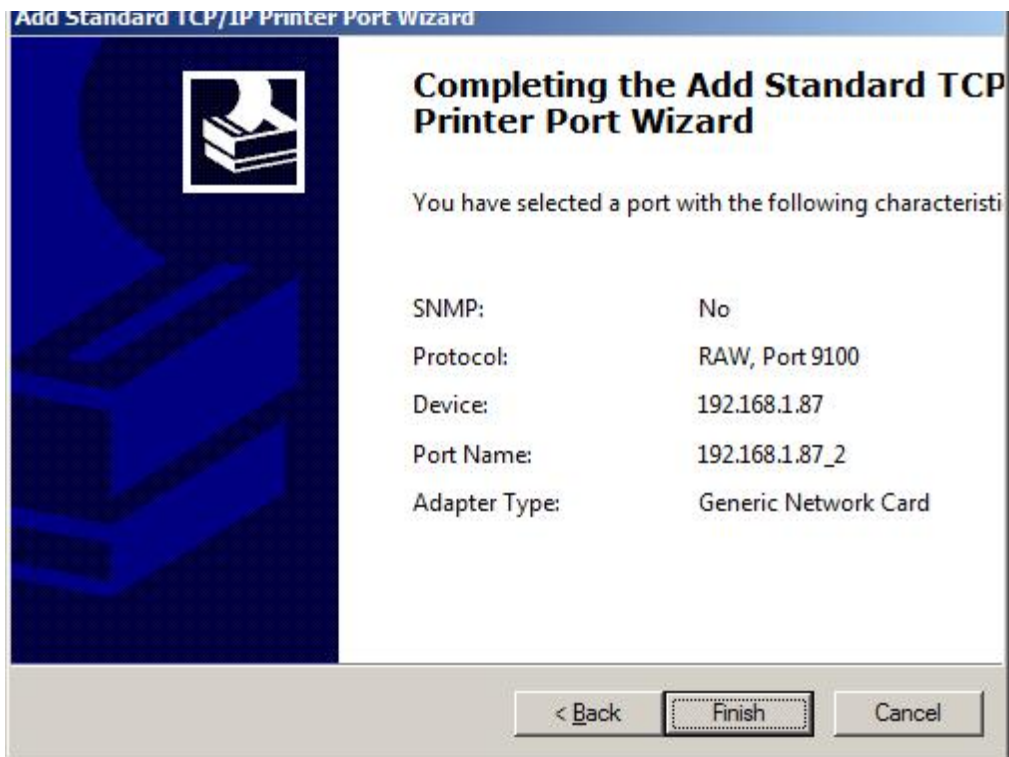 Add Standard TCP/IP Printer Port Wizard
Completing the Add Standard TCP
Printer Port Wizard
You have selected a port with the following characteristi
SNMP: No
Protocol: RAW, Port 9100
Device: 192.168.1.87
Port Name: 192.168.1.87_2
Adapter Type: Generic Network Card
< Back Finish Cancel